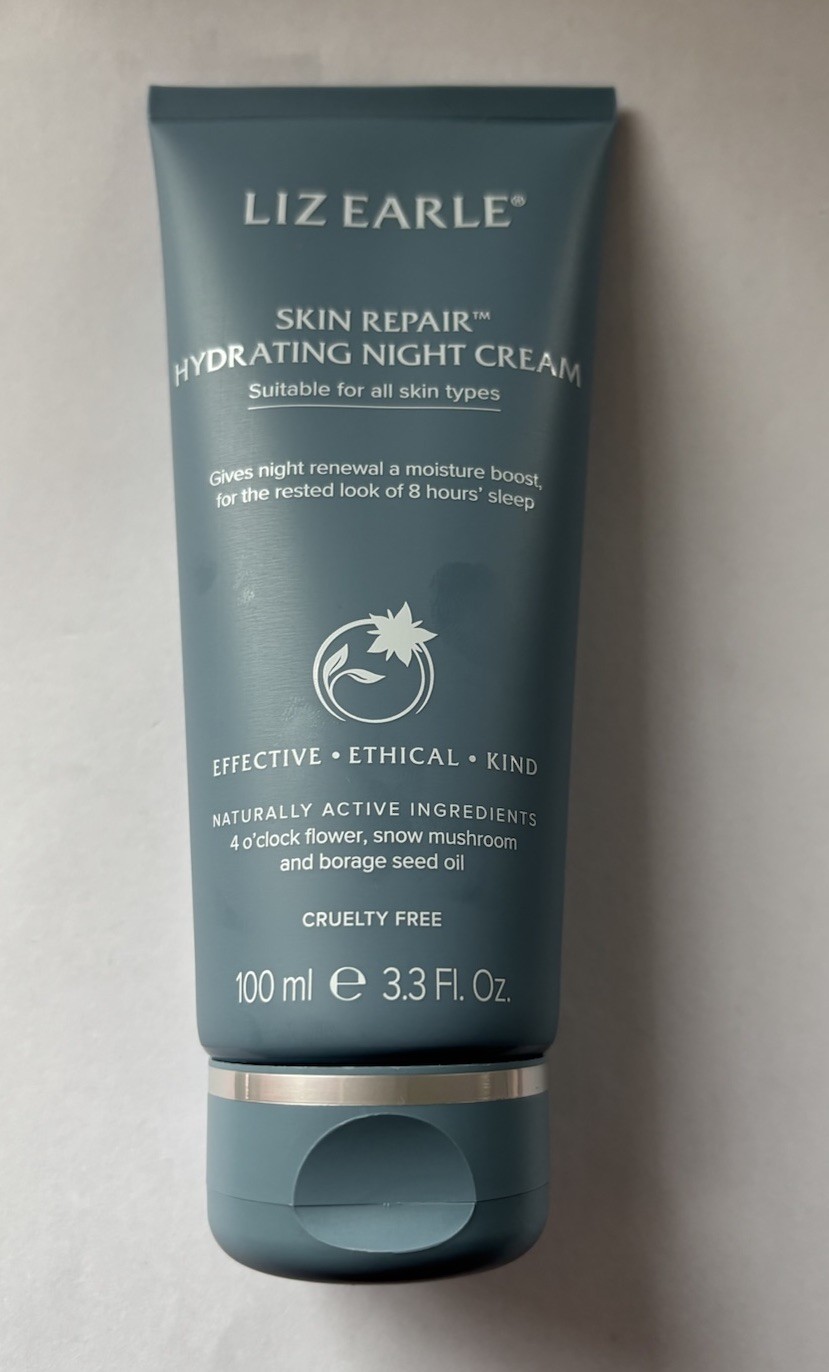 LIZ EARLE®
SKIN REPAIR™
HYDRATING NIGHT CREAM
Suitable for all skin types
Gives night renewal a moisture boost,
for the rested look of 8 hours' sleep
EFFECTIVE • ETHICAL • KIND
NATURALLY ACTIVE INGREDIENTS
4 o'clock flower, snow mushroom
and borage seed oil
CRUELTY FREE
100 ml ℮ 3.3 Fl. Oz.